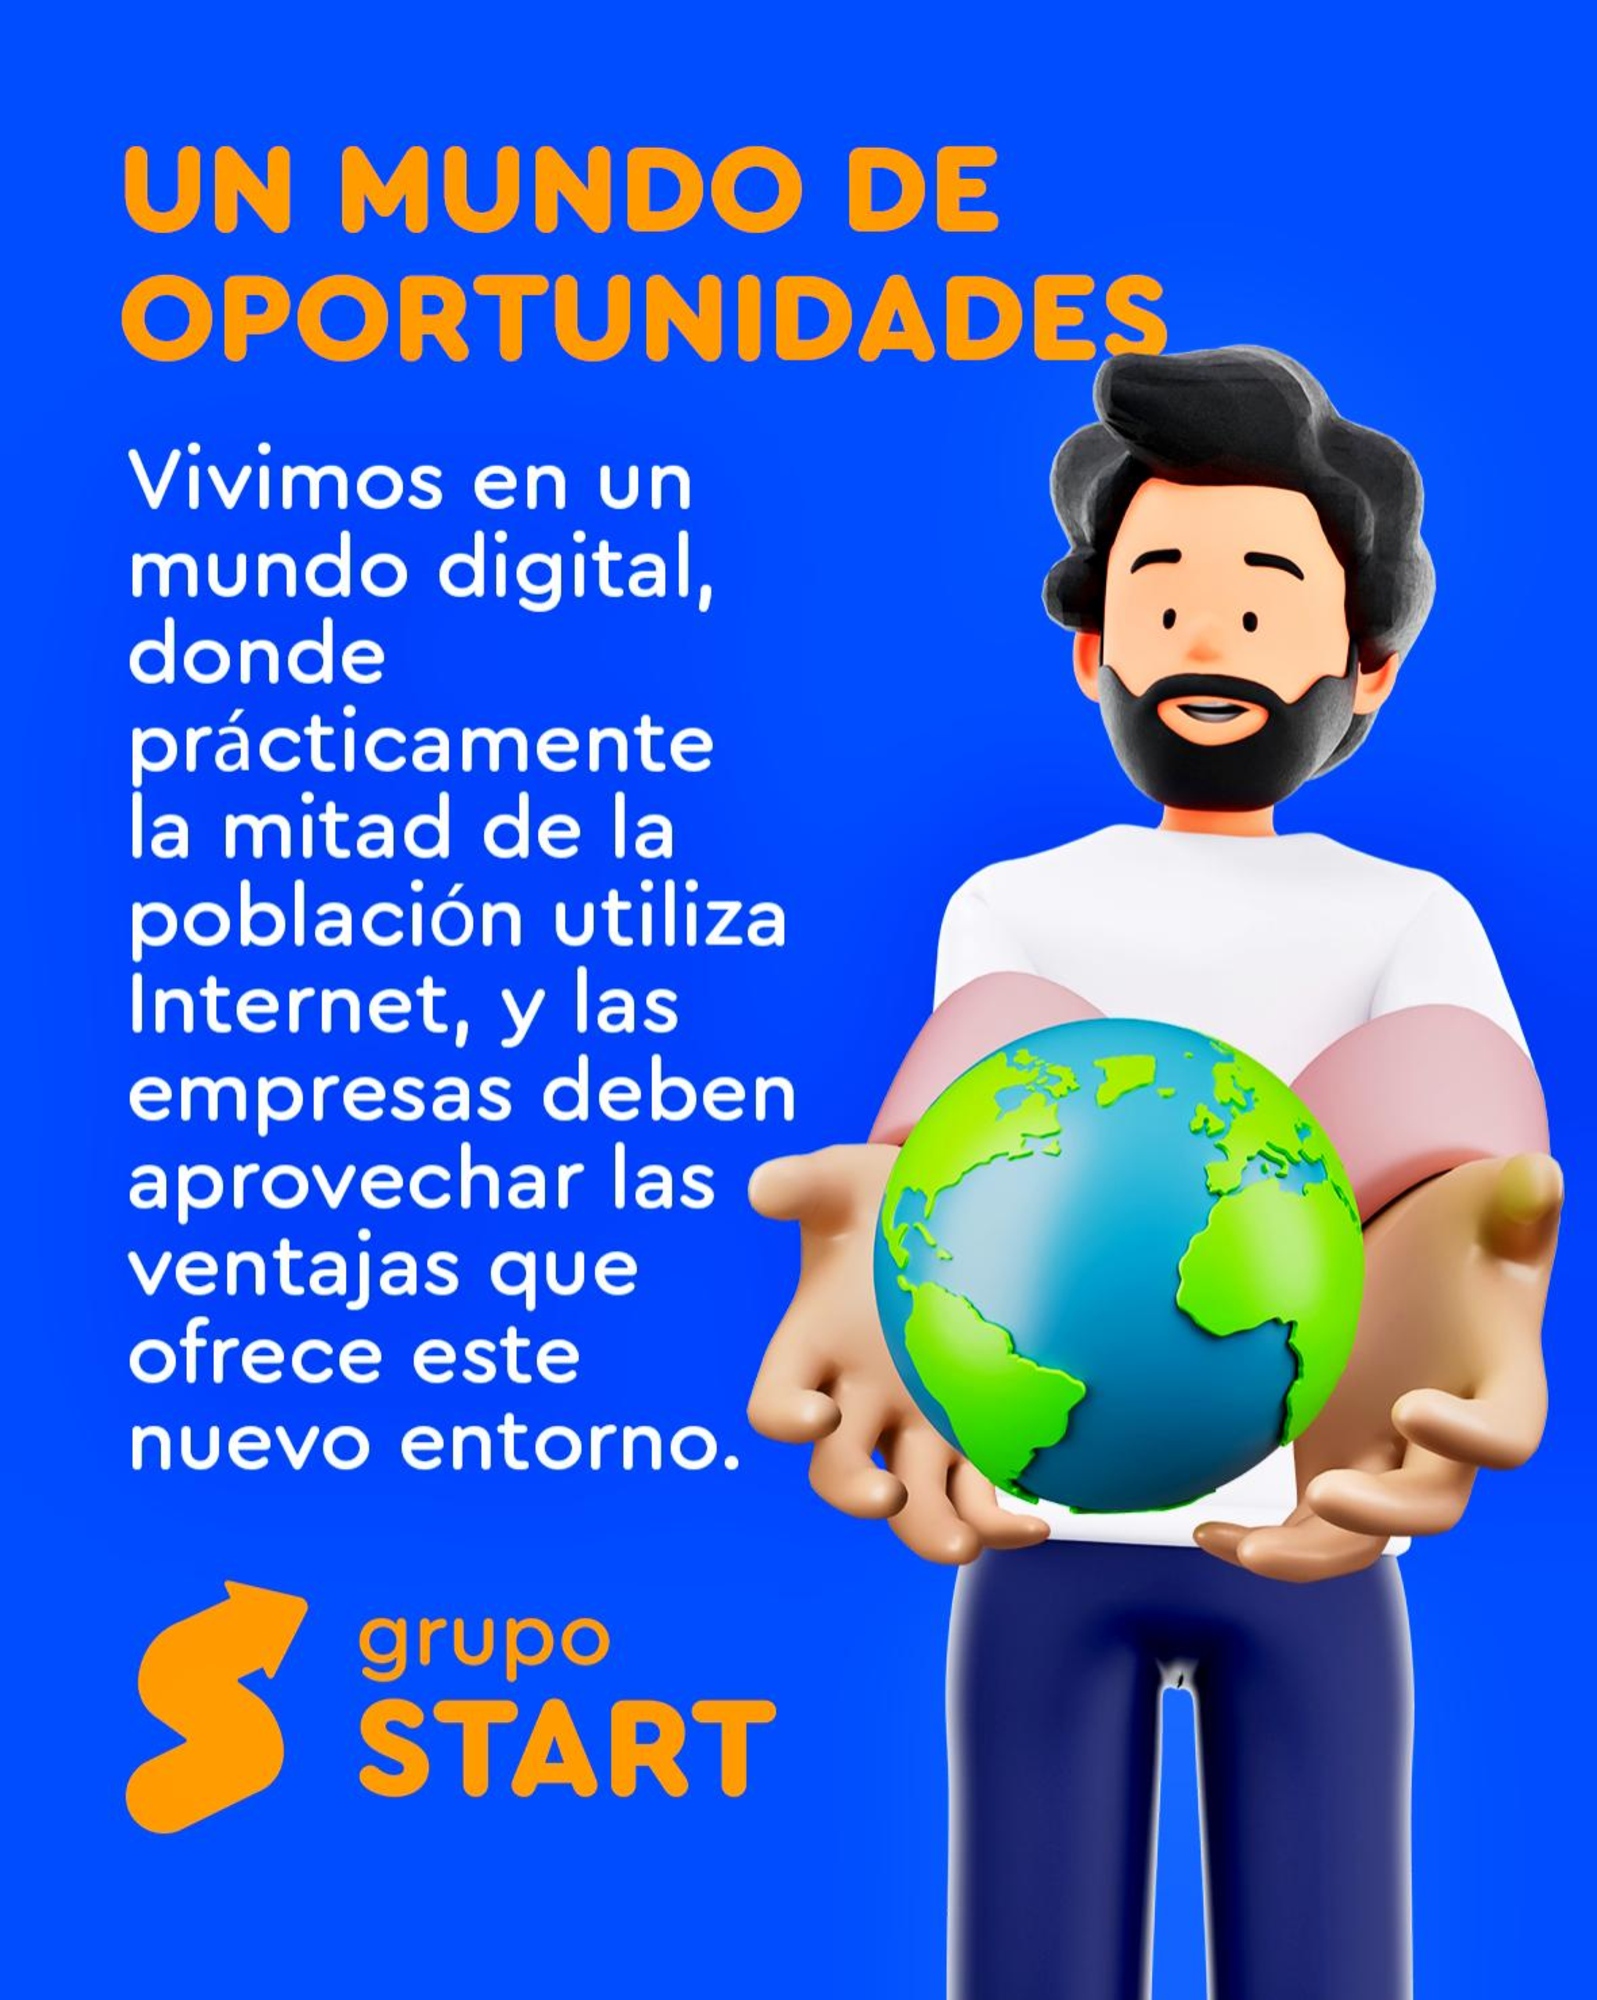 UN MUNDO DE
OPORTUNIDADES
Vivimos en un
mundo digital,
donde
prácticamente
la mitad de la
población utiliza
Internet, y las
empresas deben
aprovechar las
ventajas que
ofrece este
nuevo entorno.
grupo
START